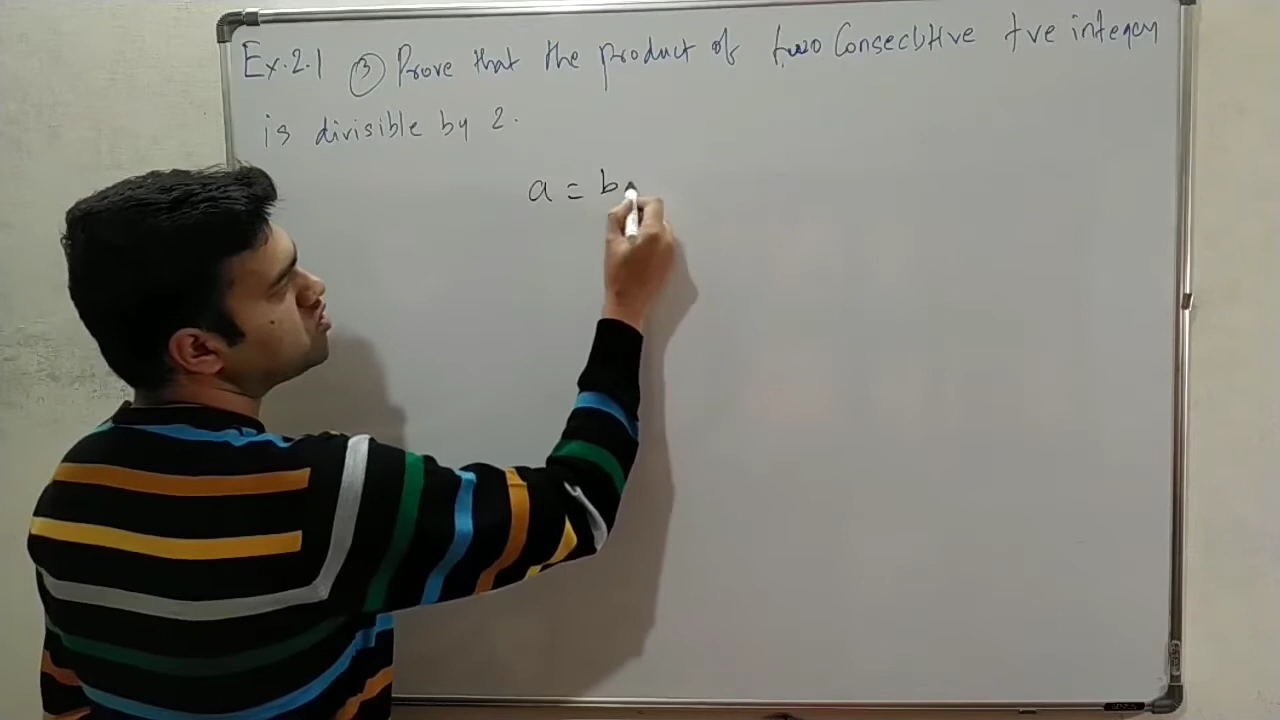 Ex.2.1 ③ Prove that the product of two Consecutive +ve integers
is divisible by 2.
a = b